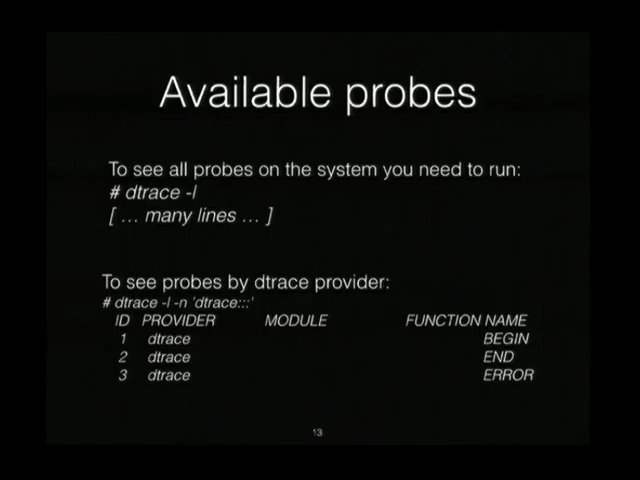 Available probes
To see all probes on the system you need to run:
# dtrace -l
[ ... many lines ... ]
To see probes by dtrace provider:
# dtrace -l -n 'dtrace:::'
ID PROVIDER MODULE FUNCTION NAME
1 dtrace BEGIN
2 dtrace END
3 dtrace ERROR
13